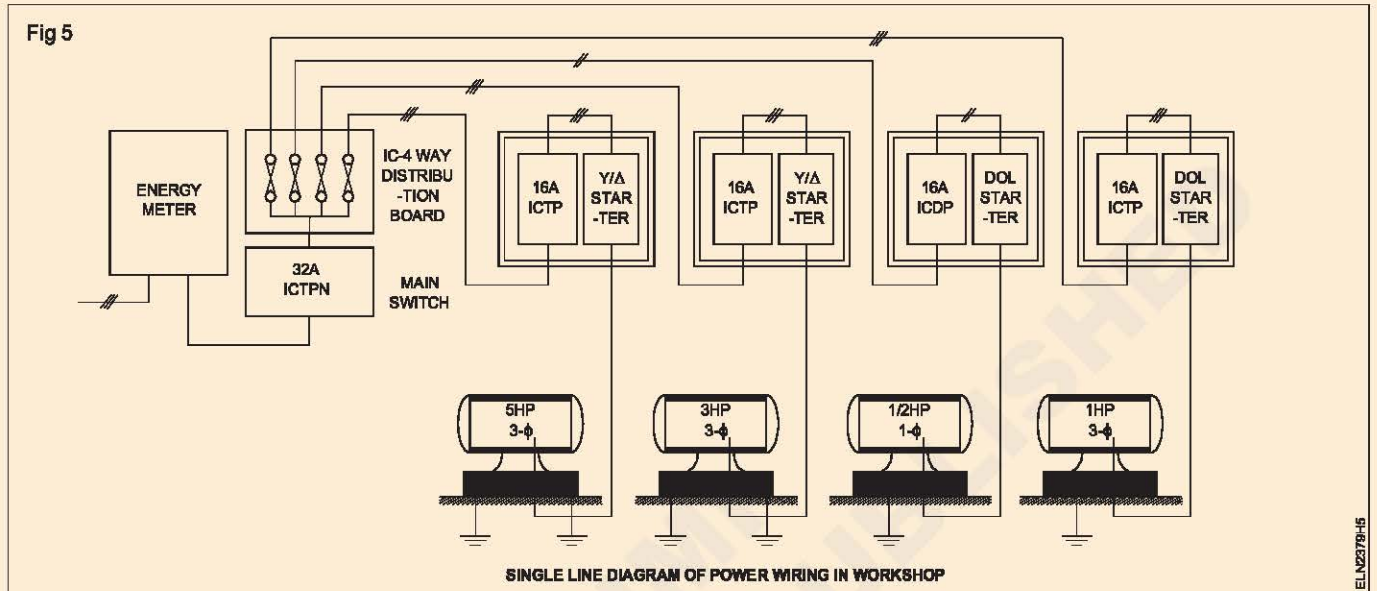 Fig 5
ENERGY
METER
IC-4 WAY
DISTRIBU
-TION
BOARD
32A
ICTPN
MAIN
SWITCH
16A
ICTP
Y/Δ
STAR
-TER
16A
ICTP
Y/Δ
STAR
-TER
16A
ICDP
DOL
STAR
-TER
16A
ICTP
DOL
STAR
-TER
5HP
3-ϕ
3HP
3-ϕ
1/2HP
1-ϕ
1HP
3-ϕ
SINGLE LINE DIAGRAM OF POWER WIRING IN WORKSHOP
ELN2379H5